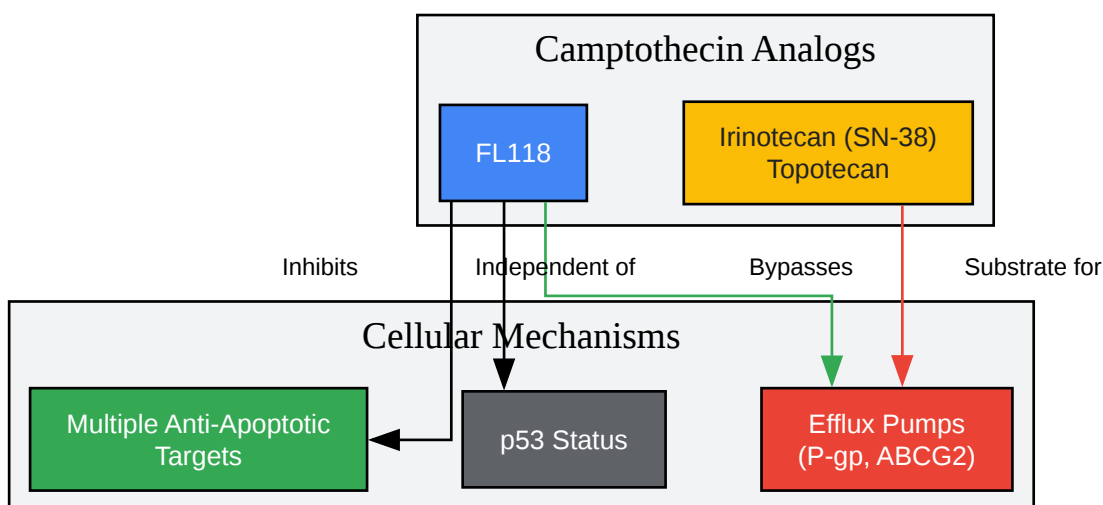 Camptothecin Analogs
FL118
Irinotecan (SN-38)
Topotecan
Inhibits
Independent of
Bypasses
Substrate for
Cellular Mechanisms
Multiple Anti-Apoptotic
Targets
p53 Status
Efflux Pumps
(P-gp, ABCG2)